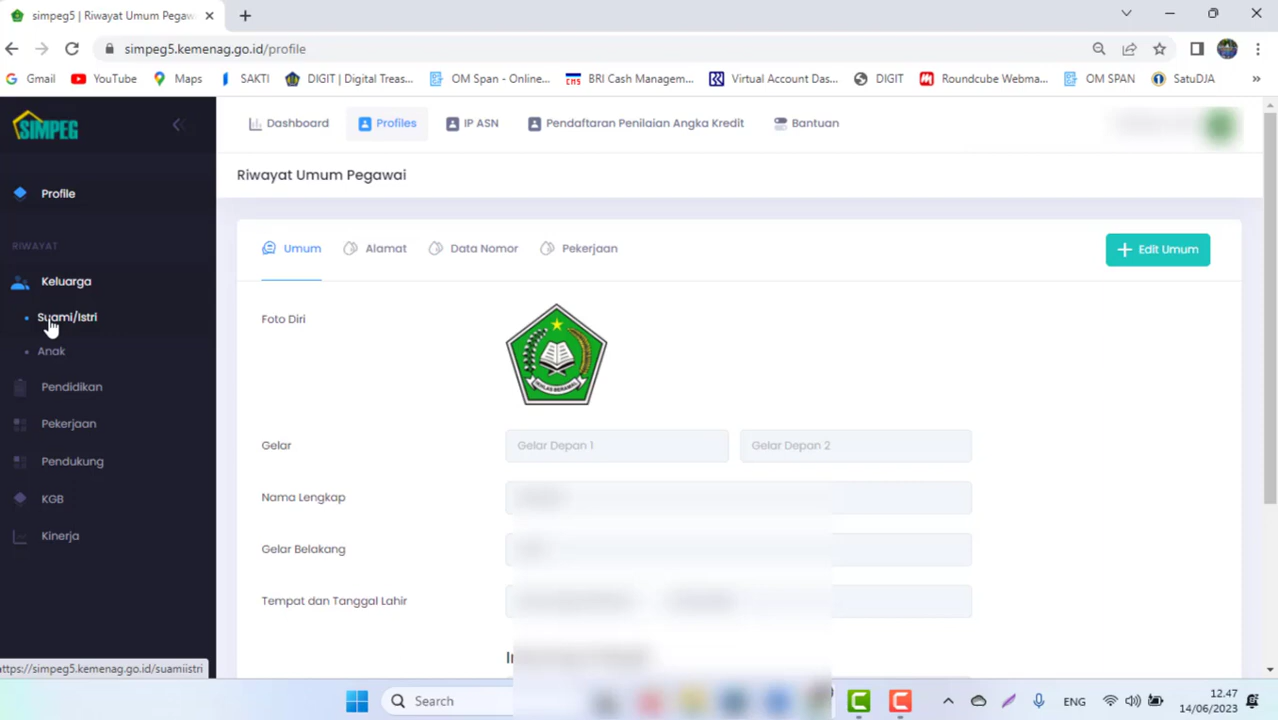 simpeg5 | Riwayat Umum Pegaw
simpeg5.kemenag.go.id/profile
Gmail YouTube Maps SAKTI DIGIT | Digital Treas... OM Span - Online... BRI Cash Managem... Virtual Account Das... DIGIT Roundcube Webma... OM SPAN SatuDJA »
SIMPEG
Dashboard Profiles IP ASN Pendaftaran Penilaian Angka Kredit Bantuan
Profile
RIWAYAT
Keluarga
Suami/Istri
Anak
Pendidikan
Pekerjaan
Pendukung
KGB
Kinerja
Riwayat Umum Pegawai
Umum Alamat Data Nomor Pekerjaan
+ Edit Umum
Foto Diri
IKHLAS BERAMAL
Gelar Gelar Depan 1 Gelar Depan 2
Nama Lengkap
Gelar Belakang
Tempat dan Tanggal Lahir
ttps://simpeg5.kemenag.go.id/suamiistri
Search
ENG
12.47
14/06/2023